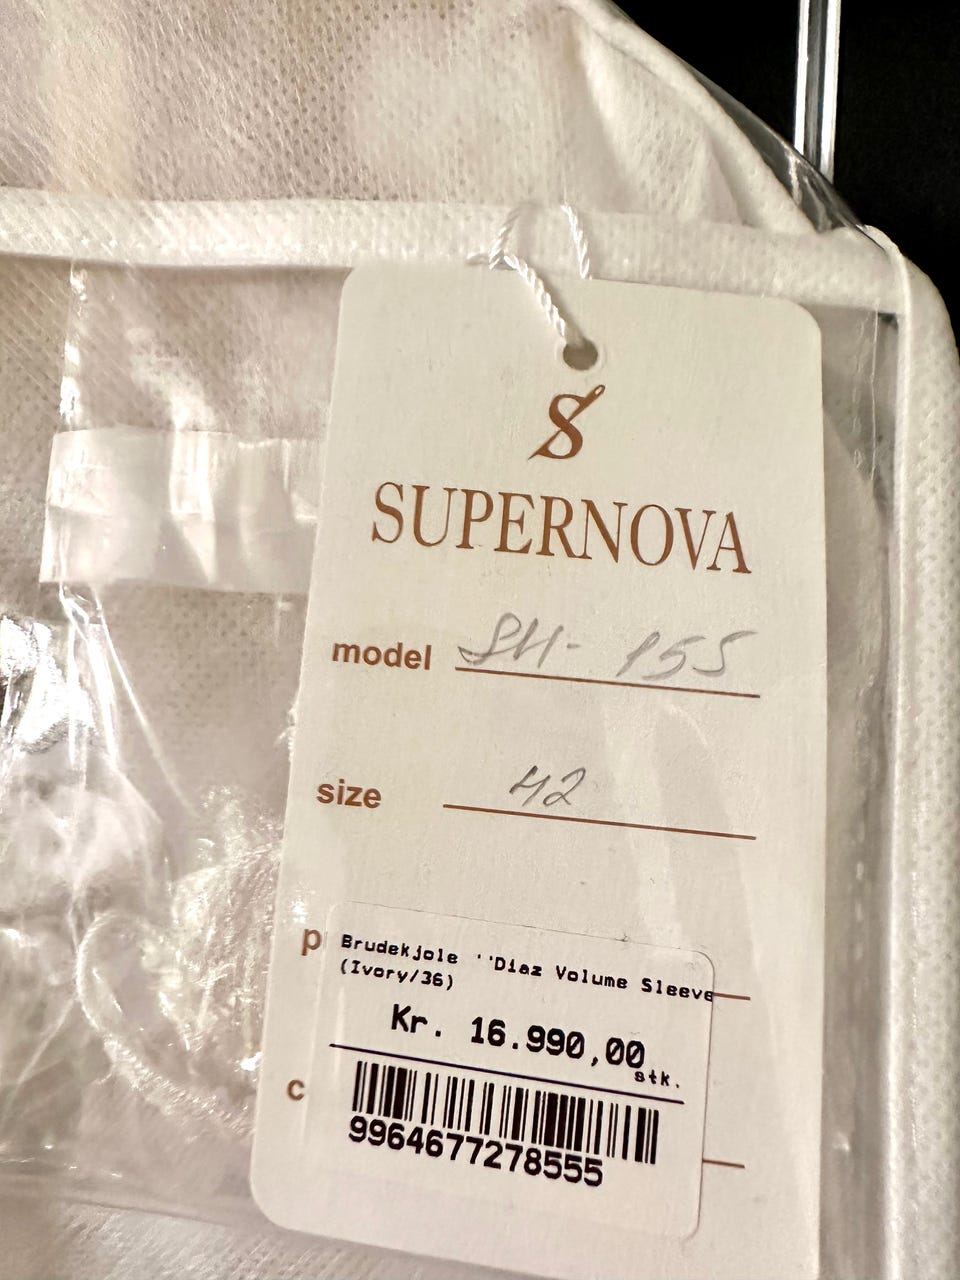 S
SUPERNOVA
model SH- 155
size 42
p
Brudekjole ''Diaz Volume Sleeve
(Ivory/36)
Kr. 16.990,00
stk.
c
9964677278555